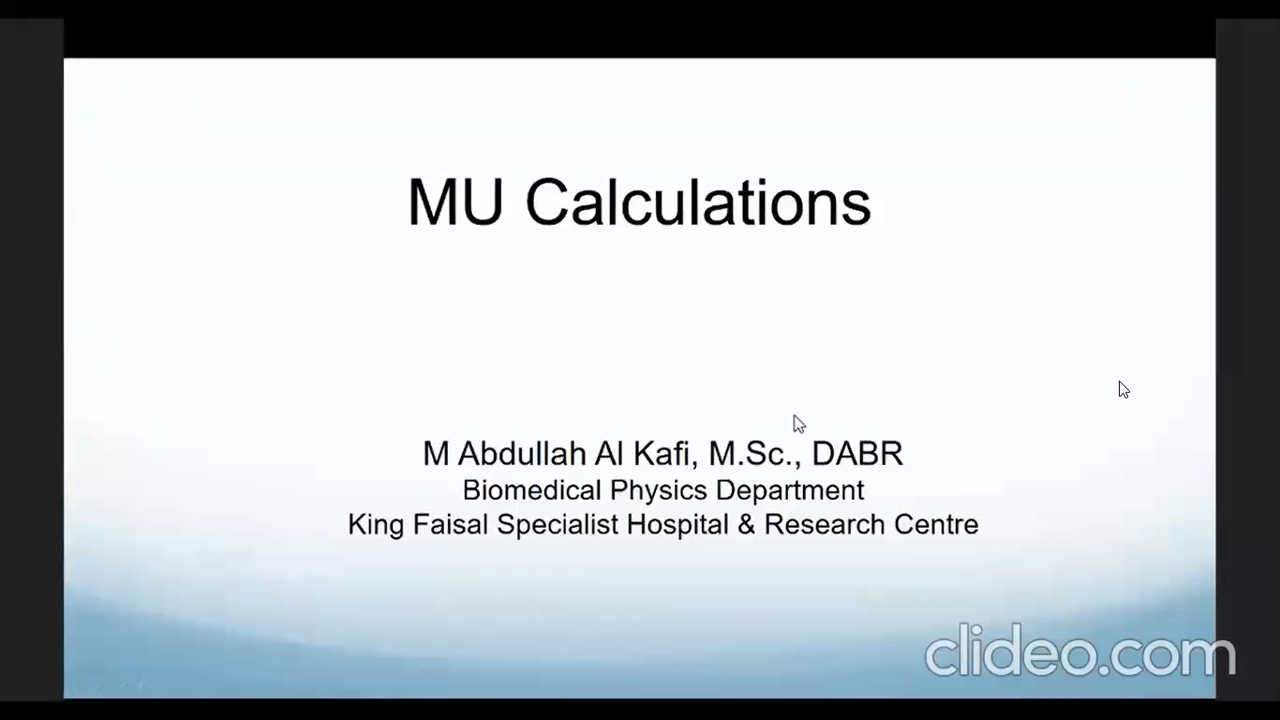 MU Calculations
M Abdullah Al Kafi, M.Sc., DABR
Biomedical Physics Department
King Faisal Specialist Hospital & Research Centre
clideo.com